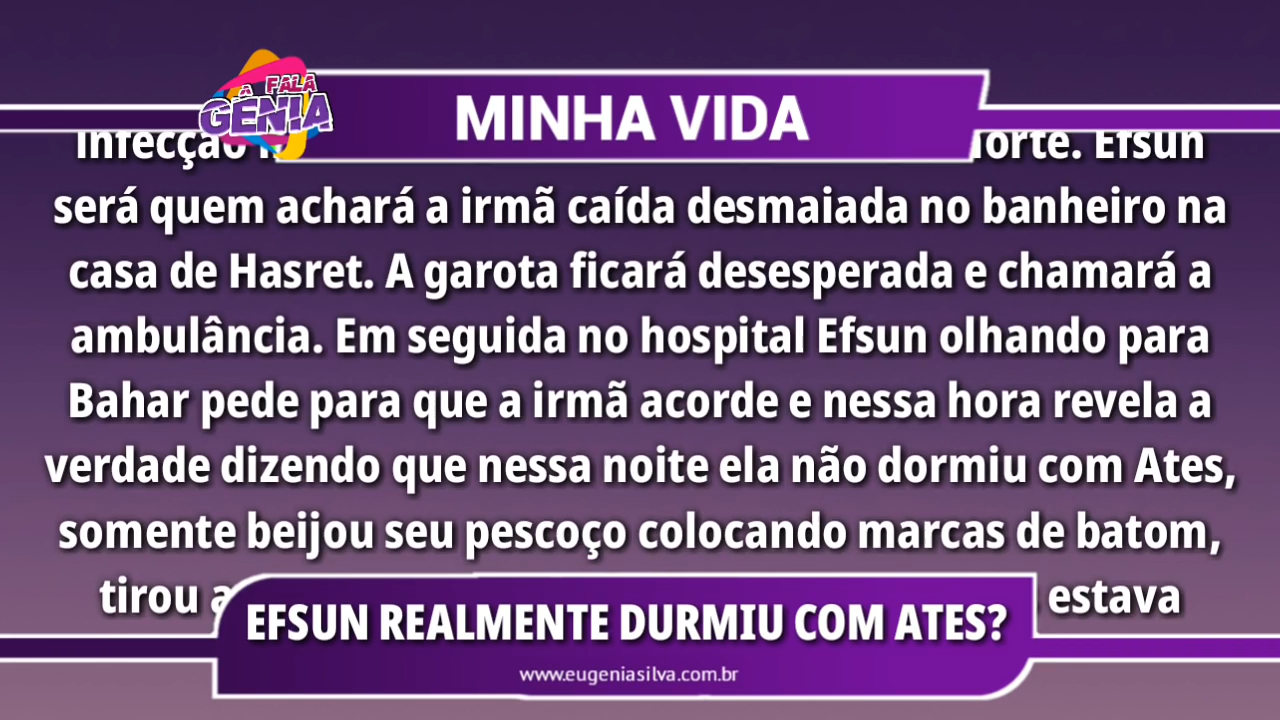 A FALA
GÊNIA
MINHA VIDA
Infecção
forte. Efsun
será quem achará a irmã caída desmaiada no banheiro na
casa de Hasret. A garota ficará desesperada e chamará a
ambulância. Em seguida no hospital Efsun olhando para
Bahar pede para que a irmã acorde e nessa hora revela a
verdade dizendo que nessa noite ela não dormiu com Ates,
somente beijou seu pescoço colocando marcas de batom,
tirou
estava
EFSUN REALMENTE DURMIU COM ATES?
www.eugeniasilva.com.br